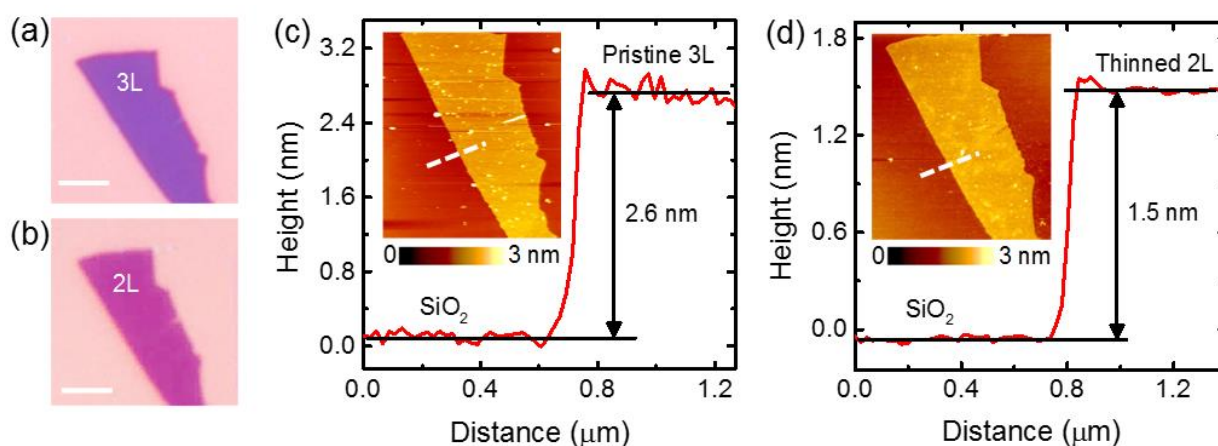 (a)
3L
(b)
2L
(c)
Height (nm)
3.2
2.4
1.6
0.8
0.0
Pristine 3L
2.6 nm
0
3 nm
SiO₂
0.0
0.4
0.8
1.2
Distance (μm)
(d)
Height (nm)
1.8
1.2
0.6
0.0
Thinned 2L
1.5 nm
0
3 nm
SiO₂
0.0
0.4
0.8
1.2
Distance (μm)